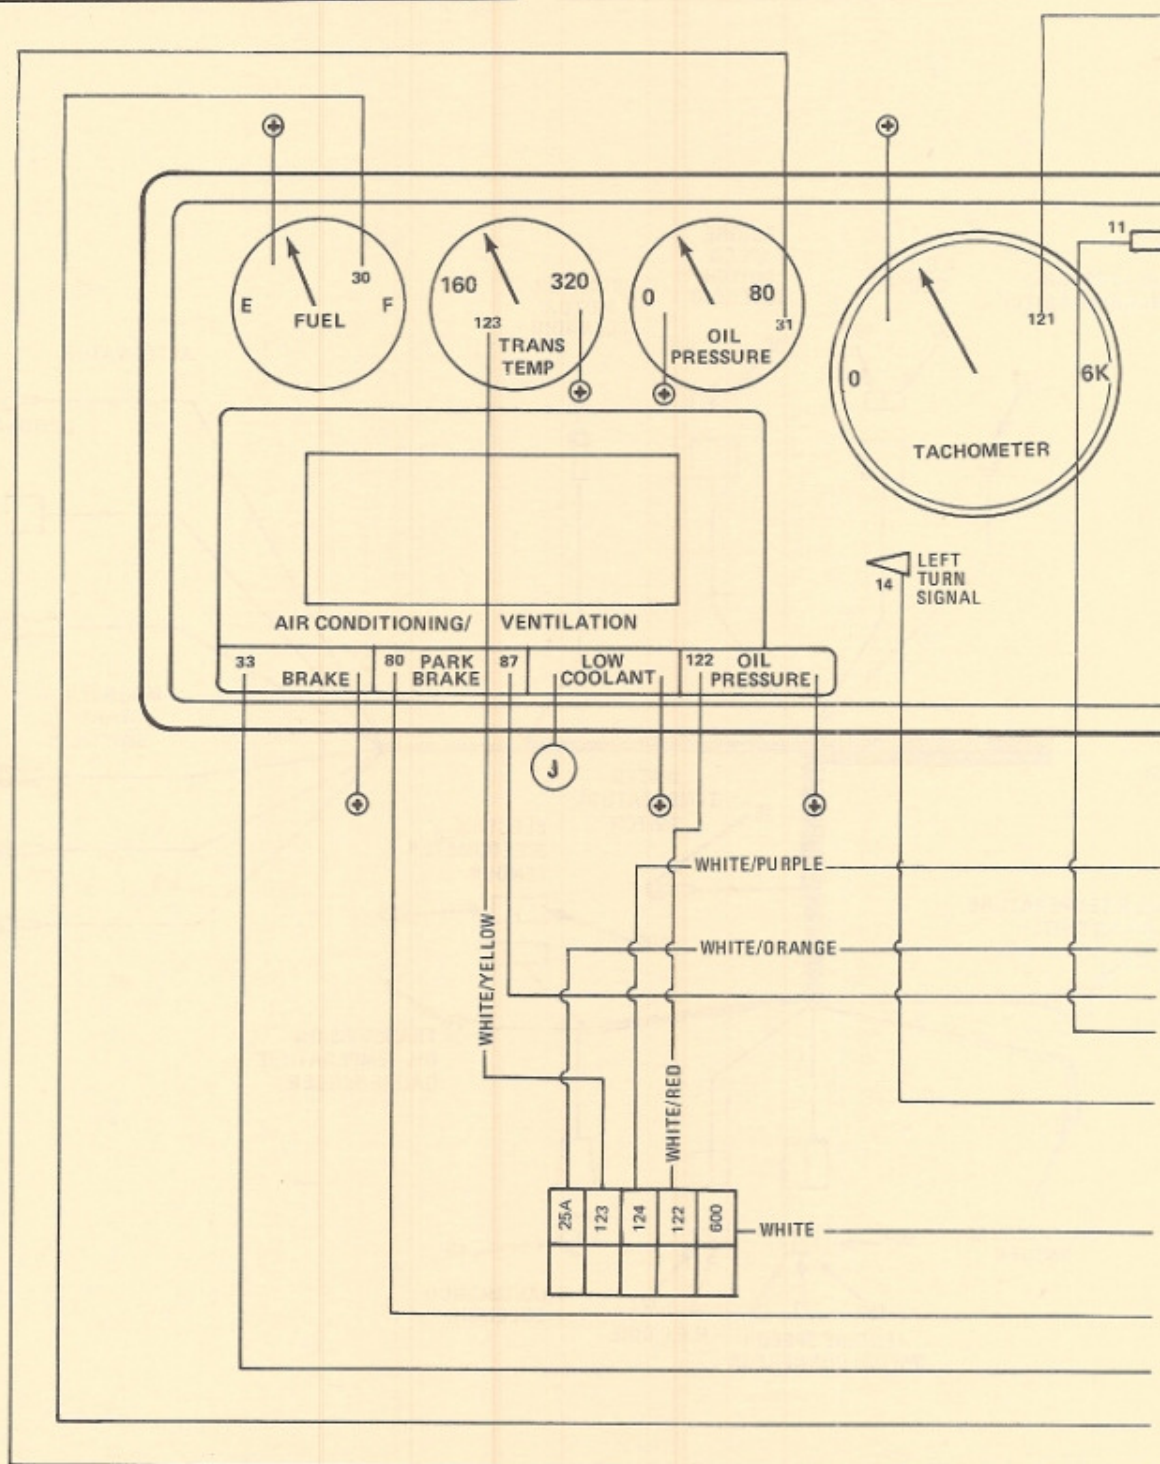 11
30
E
F
FUEL
160
320
123
TRANS
TEMP
0
80
31
OIL
PRESSURE
121
0
6K
TACHOMETER
LEFT
TURN
SIGNAL
14
AIR CONDITIONING/ VENTILATION
33
BRAKE
80
PARK
BRAKE
87
LOW
COOLANT
122
OIL
PRESSURE
J
WHITE/PURPLE
WHITE/ORANGE
WHITE/YELLOW
WHITE/RED
25A
123
124
122
600
WHITE